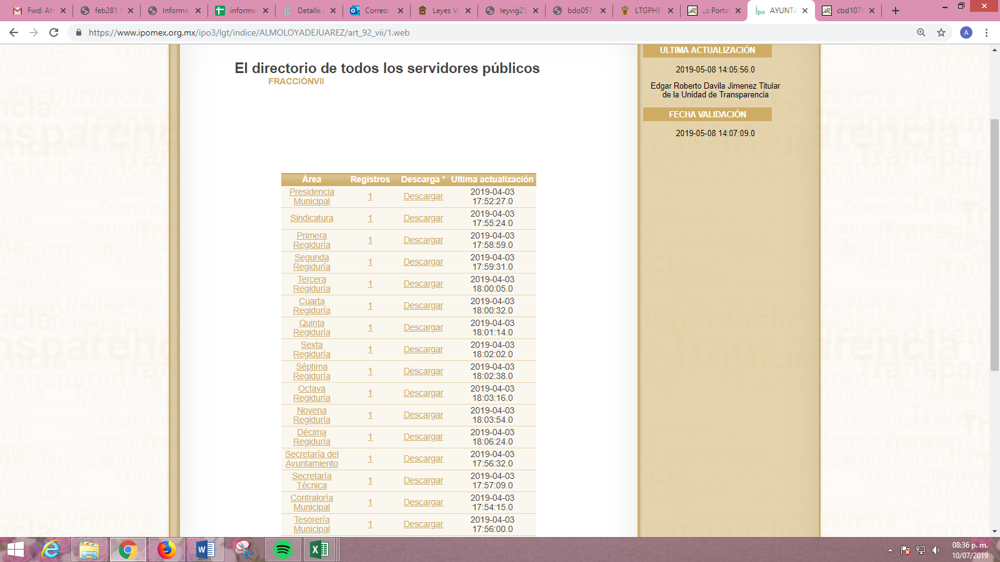 Fwd: Atr
feb281 F
Informe
informe
Detalle
Correo:
Leyes Vi
leyvig25
bdo057
LTGPHE
..:: Porta
AYUNTA
cbd107
https://www.ipomex.org.mx/ipo3/lgt/indice/ALMOLOYADEJUAREZ/art_92_vii/1.web
A
El directorio de todos los servidores públicos
FRACCIÓNVII
ULTIMA ACTUALIZACIÓN
2019-05-08 14:05:56.0
Edgar Roberto Davila Jimenez Titular
de la Unidad de Transparencia
FECHA VALIDACIÓN
2019-05-08 14:07:09.0
Área Registros Descarga * Ultima actualización
Presidencia Municipal 1 Descargar 2019-04-03 17:52:27.0
Sindicatura 1 Descargar 2019-04-03 17:55:24.0
Primera Regiduría 1 Descargar 2019-04-03 17:58:59.0
Segunda Regiduría 1 Descargar 2019-04-03 17:59:31.0
Tercera Regiduría 1 Descargar 2019-04-03 18:00:05.0
Cuarta Regiduría 1 Descargar 2019-04-03 18:00:32.0
Quinta Regiduría 1 Descargar 2019-04-03 18:01:14.0
Sexta Regiduría 1 Descargar 2019-04-03 18:02:02.0
Séptima Regiduría 1 Descargar 2019-04-03 18:02:38.0
Octava Regiduría 1 Descargar 2019-04-03 18:03:16.0
Novena Regiduría 1 Descargar 2019-04-03 18:03:54.0
Décima Regiduría 1 Descargar 2019-04-03 18:06:24.0
Secretaría del Ayuntamiento 1 Descargar 2019-04-03 17:56:32.0
Secretaría Técnica 1 Descargar 2019-04-03 17:57:09.0
Contraloría Municipal 1 Descargar 2019-04-03 17:54:15.0
Tesorería Municipal 1 Descargar 2019-04-03 17:56:00.0
08:36 p. m.
10/07/2019